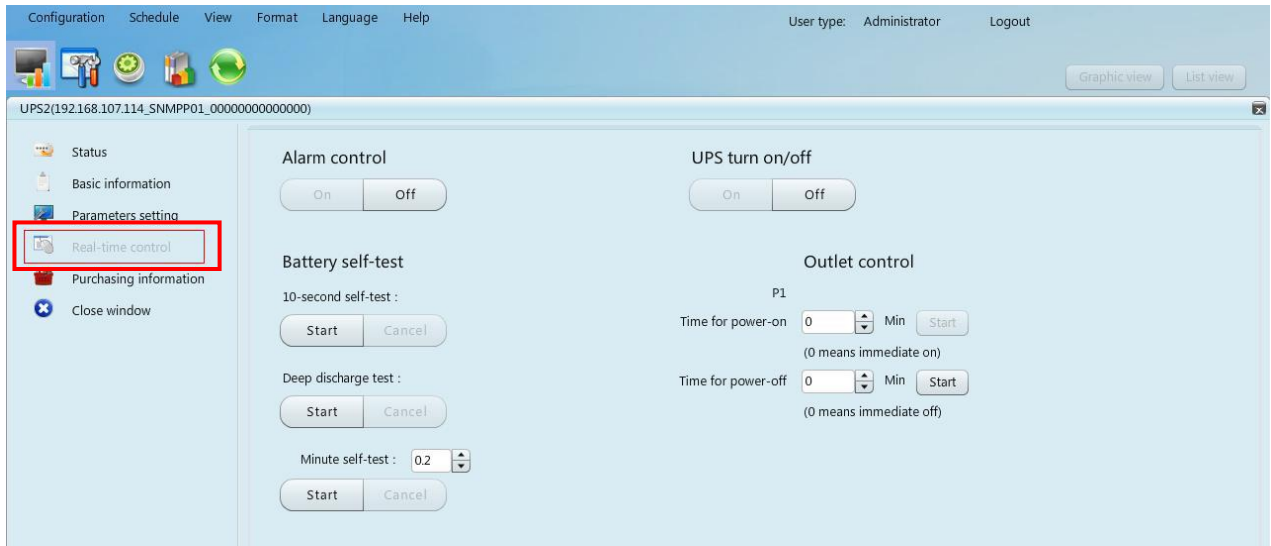 Configuration Schedule View Format Language Help User type: Administrator Logout
Graphic view List view
UPS2(192.168.107.114_SNMPP01_00000000000000)
Status
Basic information
Parameters setting
Real-time control
Purchasing information
Close window
Alarm control
On Off
Battery self-test
10-second self-test :
Start Cancel
Deep discharge test :
Start Cancel
Minute self-test : 0.2
Start Cancel
UPS turn on/off
On Off
Outlet control
P1
Time for power-on 0 Min Start
(0 means immediate on)
Time for power-off 0 Min Start
(0 means immediate off)